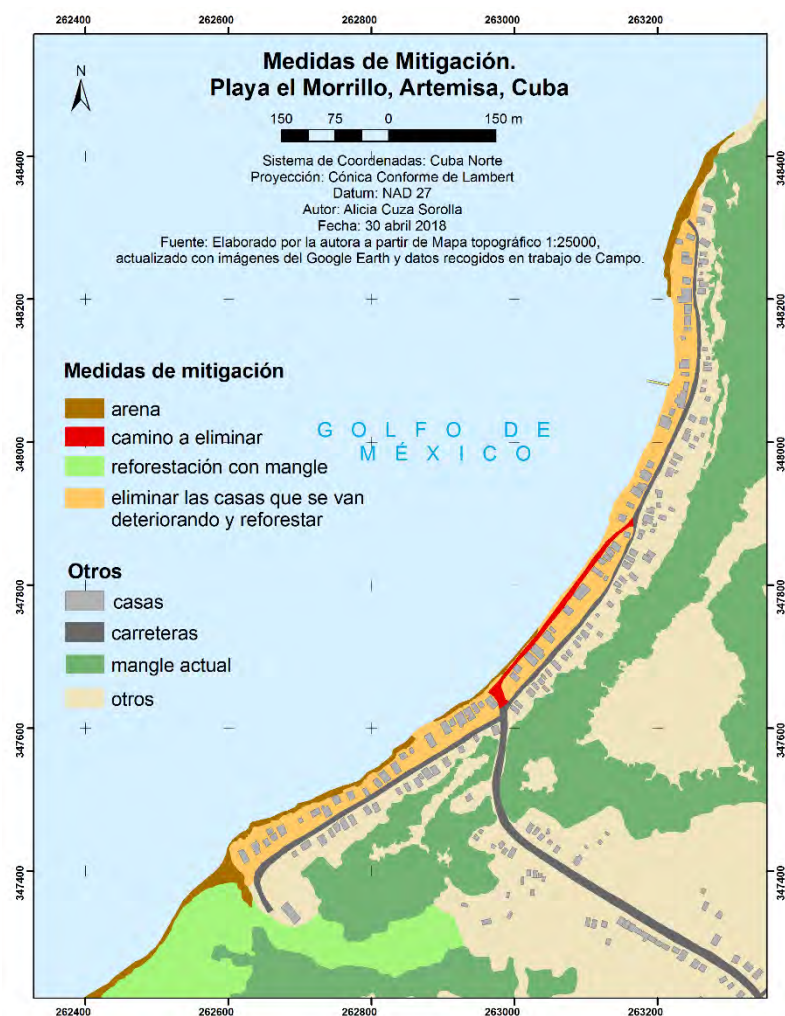 262400 262600 262800 263000 263200
Medidas de Mitigación.
Playa el Morrillo, Artemisa, Cuba
N
150 75 0 150 m
Sistema de Coordenadas: Cuba Norte
Proyección: Cónica Conforme de Lambert
Datum: NAD 27
Autor: Alicia Cuza Sorolla
Fecha: 30 abril 2018
Fuente: Elaborado por la autora a partir de Mapa topográfico 1:25000,
actualizado con imágenes del Google Earth y datos recogidos en trabajo de Campo.
348400 348400
348200 348200
Medidas de mitigación
arena
camino a eliminar
reforestación con mangle
eliminar las casas que se van
deteriorando y reforestar
GOLFO DE
MÉXICO
348000 348000
Otros
casas
carreteras
mangle actual
otros
347800 347800
347600 347600
347400 347400
262400 262600 262800 263000 263200